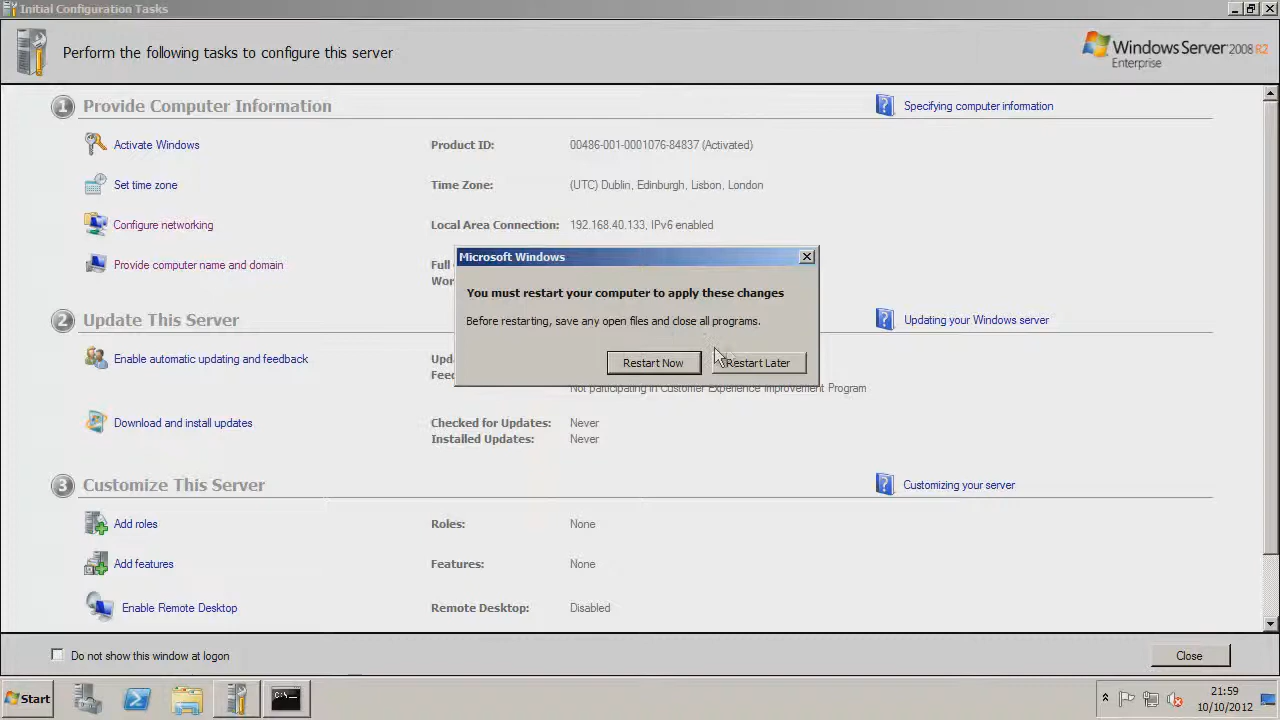 Initial Configuration Tasks
Perform the following tasks to configure this server
Windows Server 2008 R2
Enterprise
1 Provide Computer Information
Specifying computer information
Activate Windows
Product ID: 00486-001-0001076-84837 (Activated)
Set time zone
Time Zone: (UTC) Dublin, Edinburgh, Lisbon, London
Configure networking
Local Area Connection: 192.168.40.133, IPv6 enabled
Provide computer name and domain
Full
Wor
Microsoft Windows
You must restart your computer to apply these changes
Before restarting, save any open files and close all programs.
Restart Now
Restart Later
2 Update This Server
Updating your Windows server
Enable automatic updating and feedback
Upd
Feed
Not participating in Customer Experience Improvement Program
Download and install updates
Checked for Updates: Never
Installed Updates: Never
3 Customize This Server
Customizing your server
Add roles
Roles: None
Add features
Features: None
Enable Remote Desktop
Remote Desktop: Disabled
Do not show this window at logon
Close
Start
C:\
21:59
10/10/2012